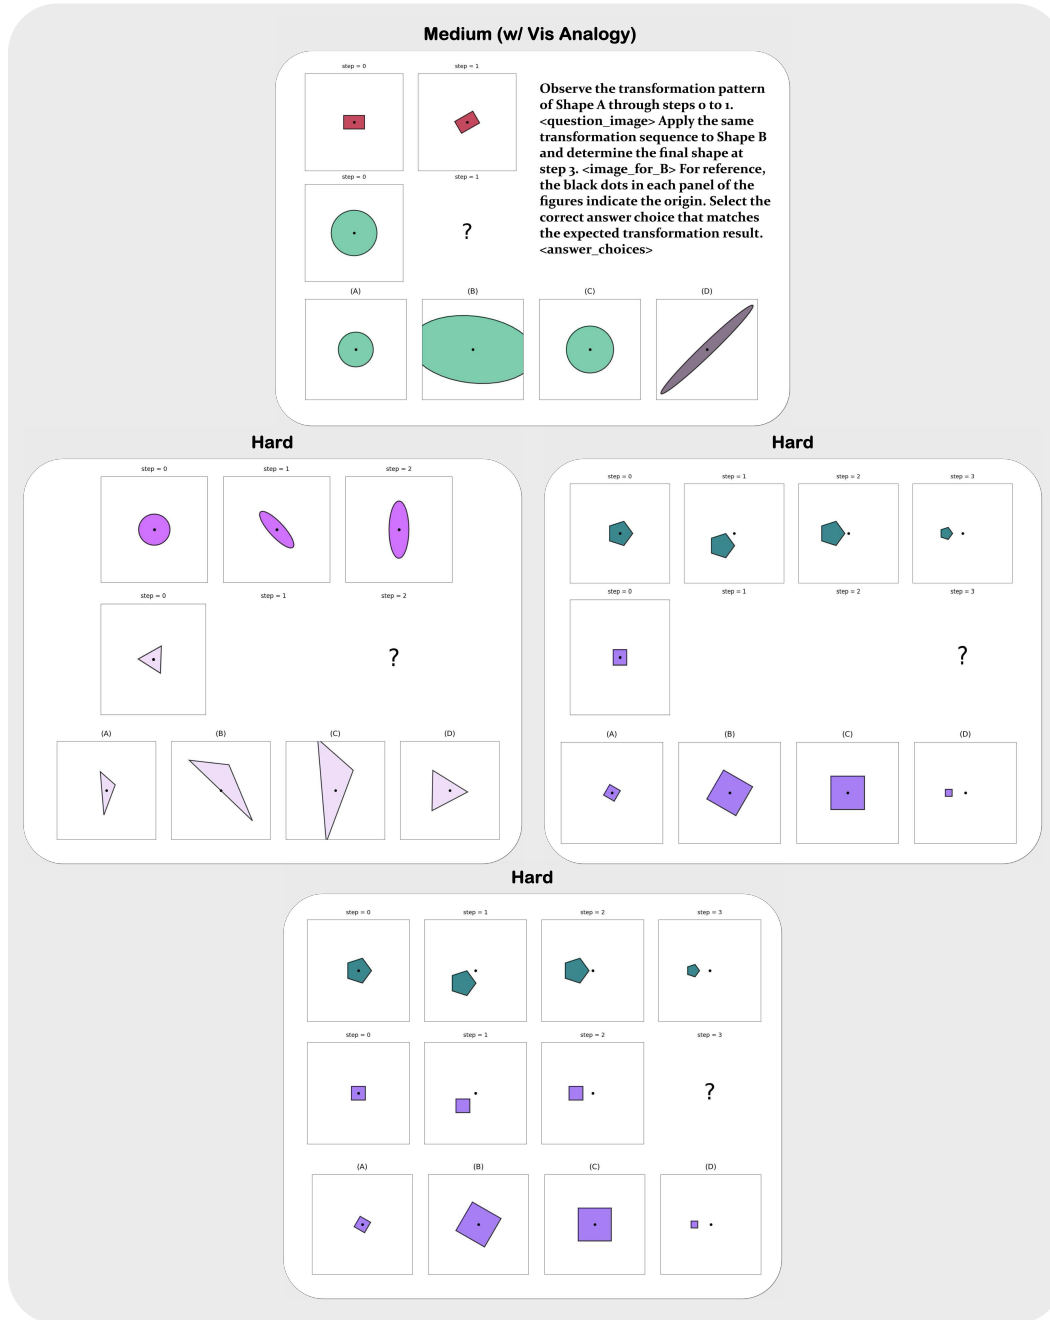 Medium (w/ Vis Analogy)
step = 0
step = 1
Observe the transformation pattern
of Shape A through steps 0 to 1.
<question_image> Apply the same
transformation sequence to Shape B
and determine the final shape at
step 3. <image_for_B> For reference,
the black dots in each panel of the
figures indicate the origin. Select the
correct answer choice that matches
the expected transformation result.
<answer_choices>
step = 0
step = 1
?
(A)
(B)
(C)
(D)
Hard
step = 0
step = 1
step = 2
step = 0
step = 1
step = 2
?
(A)
(B)
(C)
(D)
Hard
step = 0
step = 1
step = 2
step = 3
step = 0
step = 1
step = 2
step = 3
?
(A)
(B)
(C)
(D)
Hard
step = 0
step = 1
step = 2
step = 3
step = 0
step = 1
step = 2
step = 3
?
(A)
(B)
(C)
(D)